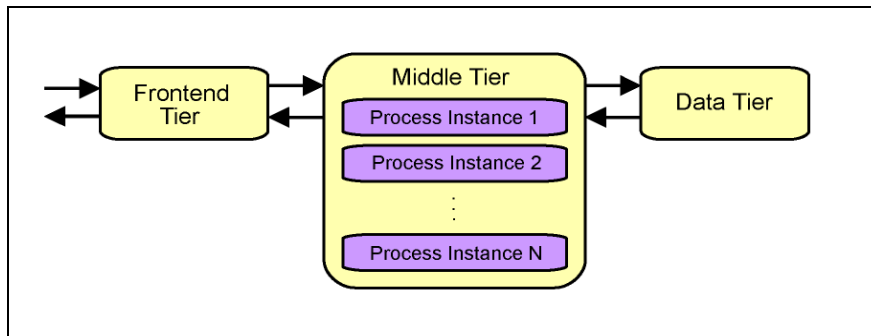 Frontend
Tier
Middle Tier
Process Instance 1
Process Instance 2
⋮
Process Instance N
Data Tier